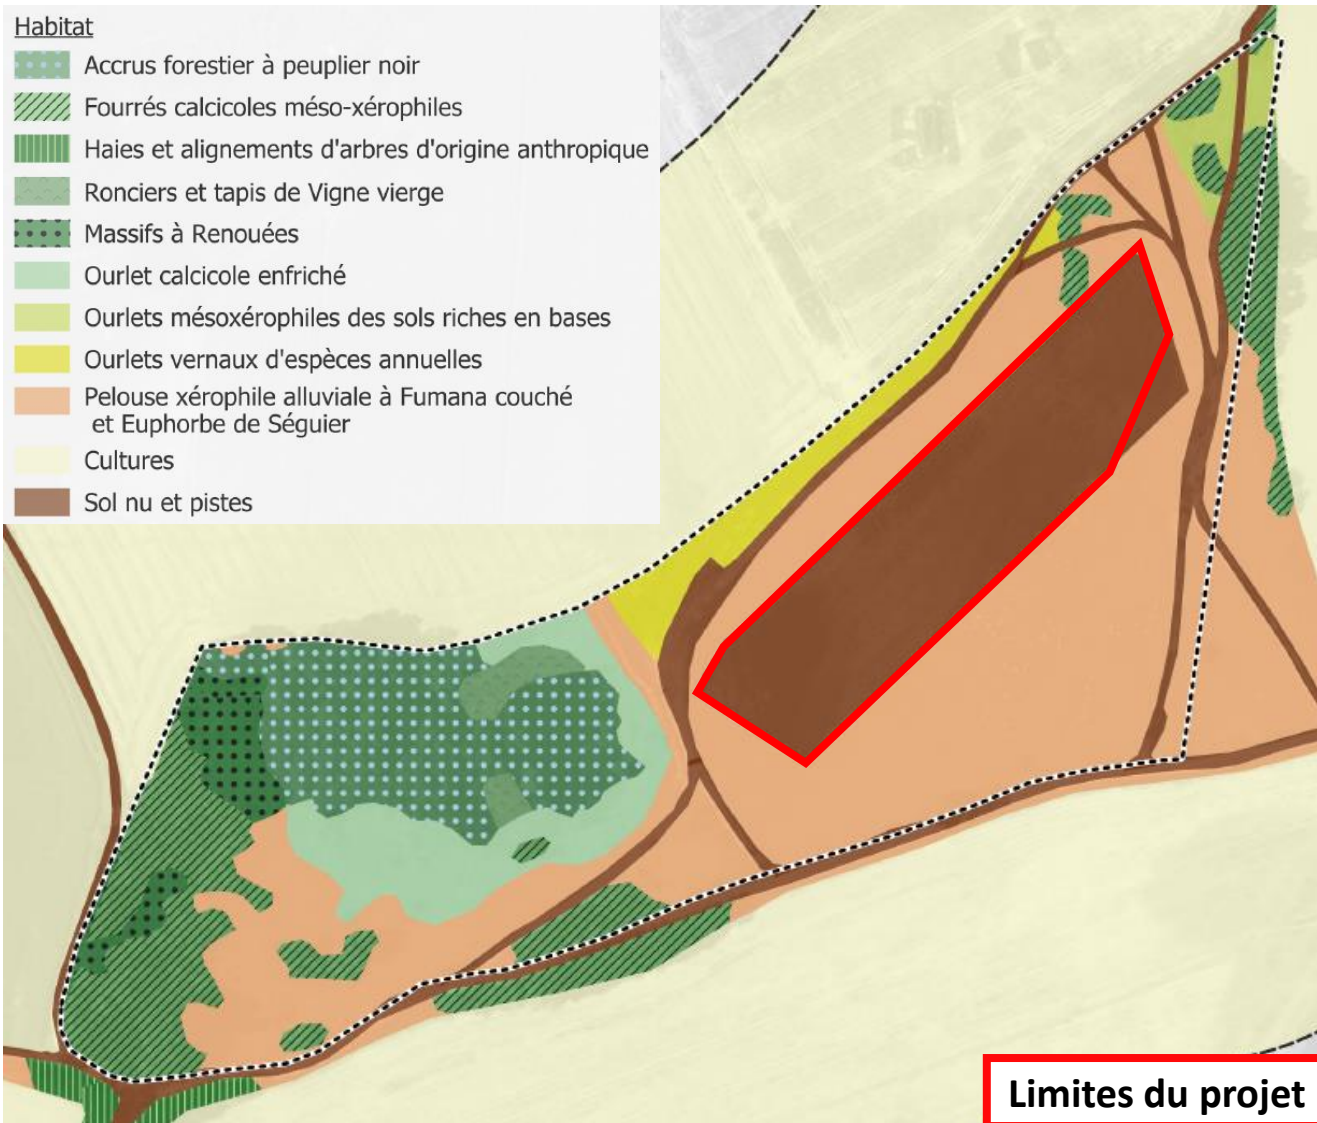 Habitat
Accrus forestier à peuplier noir
Fourrés calcicoles méso-xérophiles
Haies et alignements d'arbres d'origine anthropique
Ronciers et tapis de Vigne vierge
Massifs à Renouées
Ourlet calcicole enfriché
Ourlets mésoxérophiles des sols riches en bases
Ourlets vernaux d'espèces annuelles
Pelouse xérophile alluviale à Fumana couché
et Euphorbe de Séguier
Cultures
Sol nu et pistes
Limites du projet